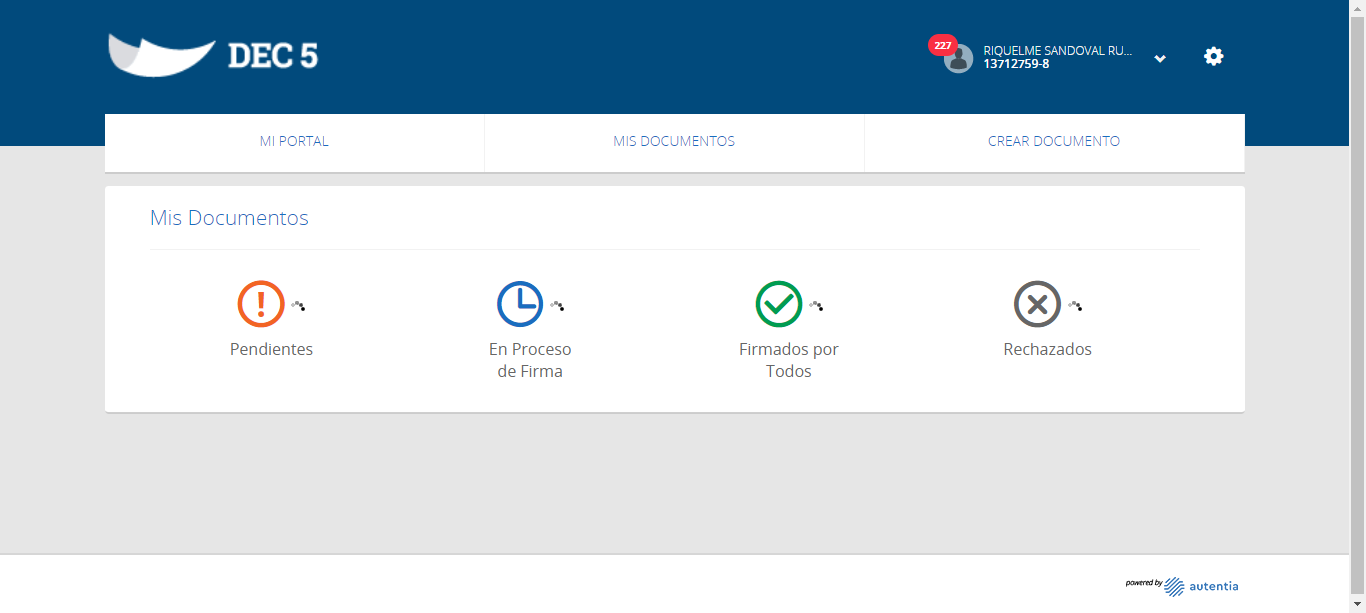 DEC 5
227
RIQUELME SANDOVAL RU...
13712759-8
MI PORTAL
MIS DOCUMENTOS
CREAR DOCUMENTO
Mis Documentos
Pendientes
En Proceso
de Firma
Firmados por
Todos
Rechazados
powered by autentia